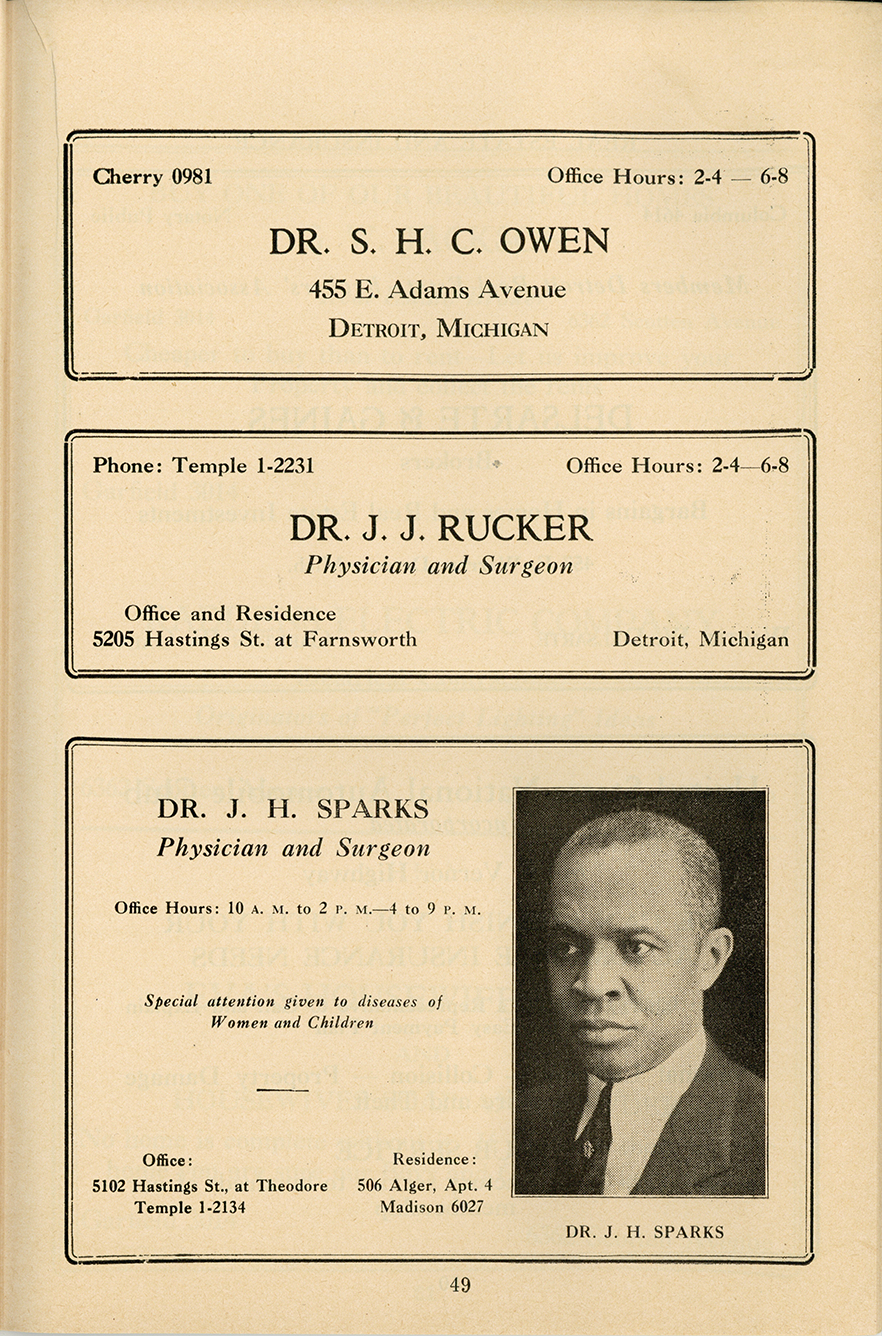 Cherry 0981 Office Hours: 2-4 — 6-8
DR. S. H. C. OWEN
455 E. Adams Avenue
DETROIT, MICHIGAN
Phone: Temple 1-2231 Office Hours: 2-4—6-8
DR. J. J. RUCKER
Physician and Surgeon
Office and Residence
5205 Hastings St. at Farnsworth Detroit, Michigan
DR. J. H. SPARKS
Physician and Surgeon
Office Hours: 10 A. M. to 2 P. M.—4 to 9 P. M.
Special attention given to diseases of
Women and Children
Office:
5102 Hastings St., at Theodore
Temple 1-2134
Residence:
506 Alger, Apt. 4
Madison 6027
DR. J. H. SPARKS
49